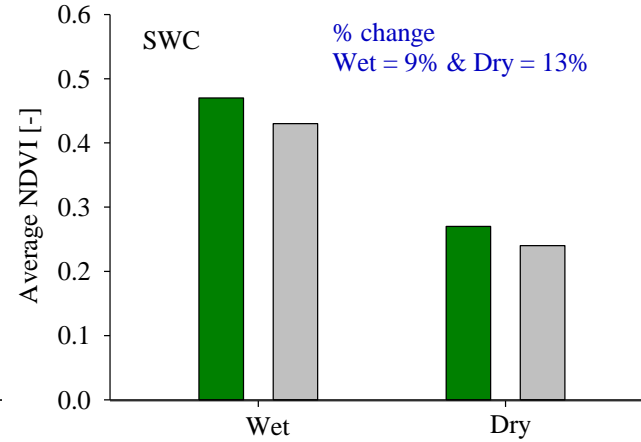 SWC
% change
Wet = 9% & Dry = 13%
Average NDVI [-]
0.6
0.5
0.4
0.3
0.2
0.1
0.0
Wet
Dry